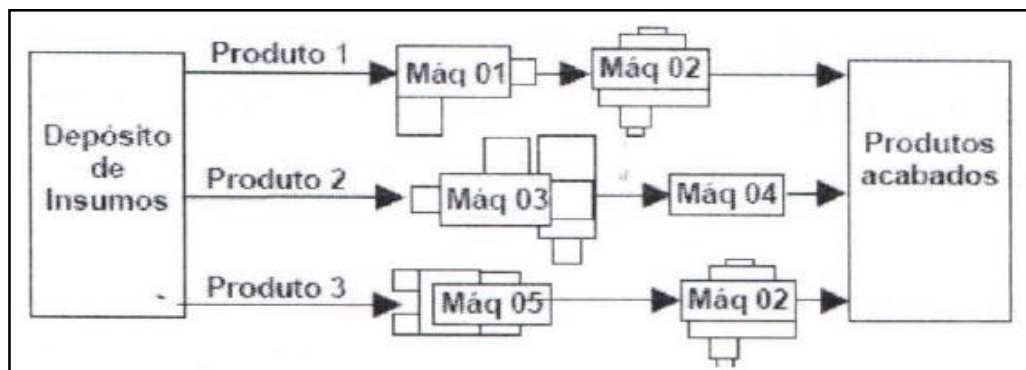 Produto 1
Máq 01
Máq 02
Depósito
de
Insumos
Produto 2
Máq 03
Máq 04
Produtos
acabados
Produto 3
Máq 05
Máq 02